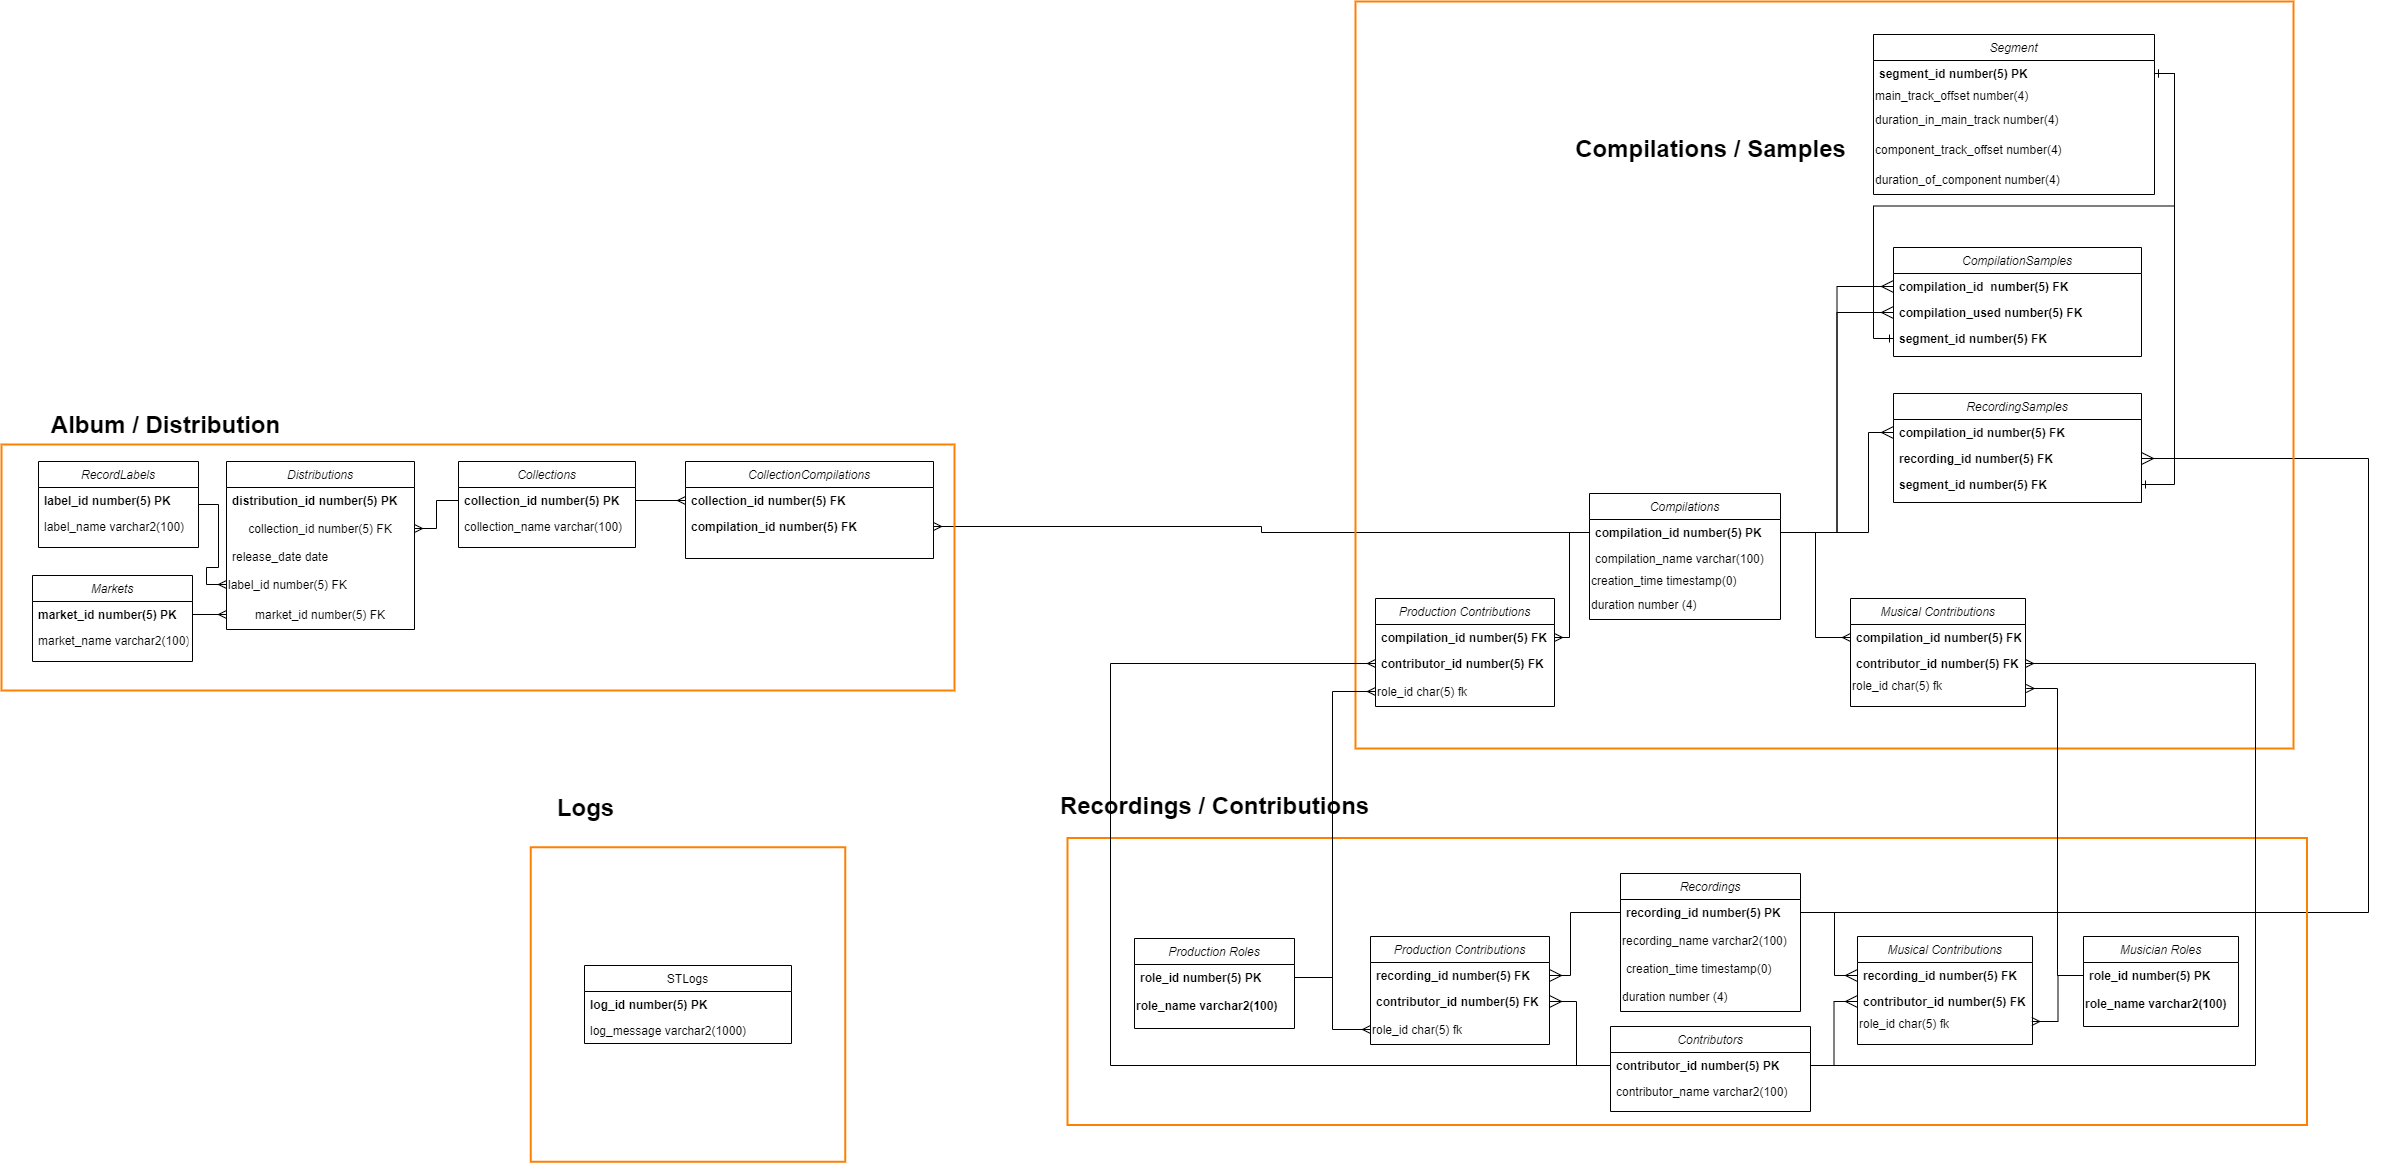 Compilations / Samples
Segment
segment_id number(5) PK
main_track_offset number(4)
duration_in_main_track number(4)
component_track_offset number(4)
duration_of_component number(4)
CompilationSamples
compilation_id  number(5) FK
compilation_used number(5) FK
segment_id number(5) FK
RecordingSamples
compilation_id number(5) FK
recording_id number(5) FK
segment_id number(5) FK
Album / Distribution
RecordLabels
label_id number(5) PK
label_name varchar2(100)
Markets
market_id number(5) PK
market_name varchar2(100)
Distributions
distribution_id number(5) PK
collection_id number(5) FK
release_date date
label_id number(5) FK
market_id number(5) FK
Collections
collection_id number(5) PK
collection_name varchar(100)
CollectionCompilations
collection_id number(5) FK
compilation_id number(5) FK
Compilations
compilation_id number(5) PK
compilation_name varchar(100)
creation_time timestamp(0)
duration number (4)
Production Contributions
compilation_id number(5) FK
contributor_id number(5) FK
role_id char(5) fk
Musical Contributions
compilation_id number(5) FK
contributor_id number(5) FK
role_id char(5) fk
Logs
STLogs
log_id number(5) PK
log_message varchar2(1000)
Recordings / Contributions
Production Roles
role_id number(5) PK
role_name varchar2(100)
Production Contributions
recording_id number(5) FK
contributor_id number(5) FK
role_id char(5) fk
Recordings
recording_id number(5) PK
recording_name varchar2(100)
creation_time timestamp(0)
duration number (4)
Contributors
contributor_id number(5) PK
contributor_name varchar2(100)
Musical Contributions
recording_id number(5) FK
contributor_id number(5) FK
role_id char(5) fk
Musician Roles
role_id number(5) PK
role_name varchar2(100)